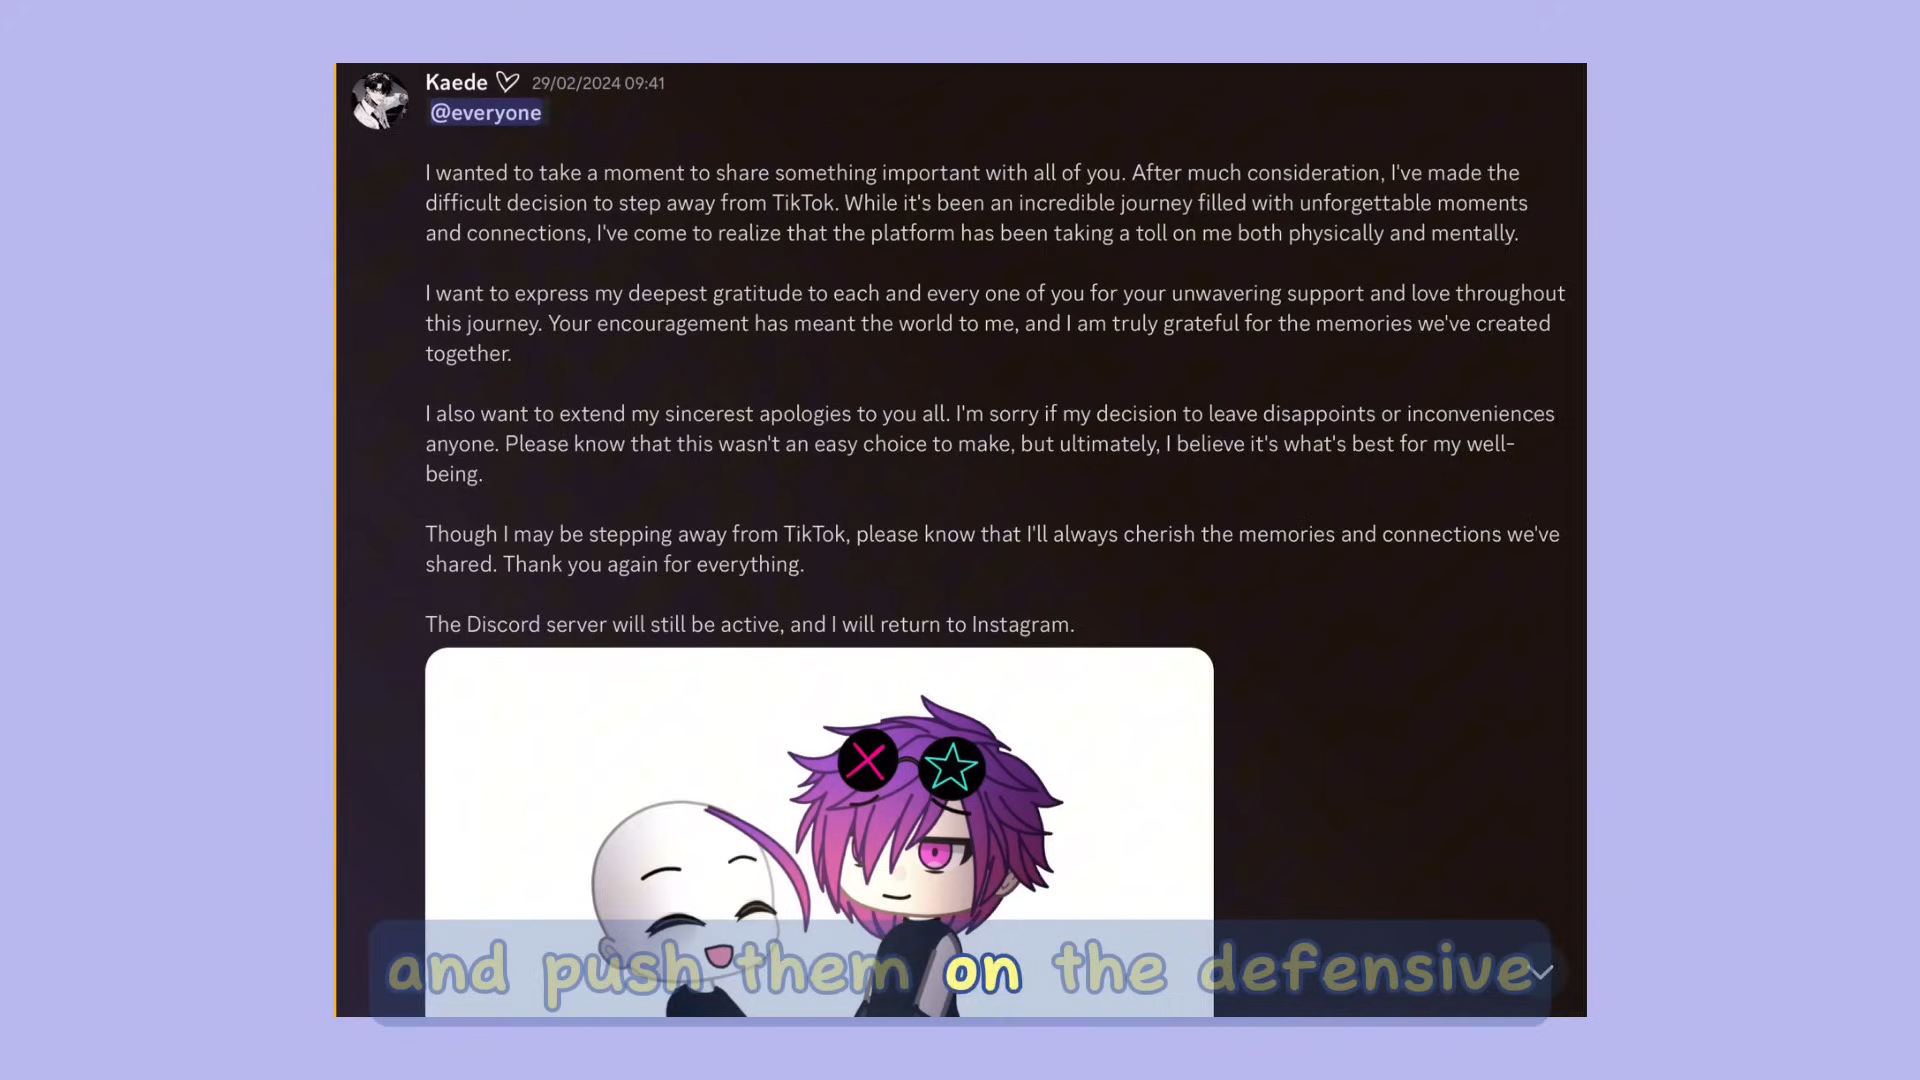 Kaede 29/02/2024 09:41
@everyone
I wanted to take a moment to share something important with all of you. After much consideration, I've made the
difficult decision to step away from TikTok. While it's been an incredible journey filled with unforgettable moments
and connections, I've come to realize that the platform has been taking a toll on me both physically and mentally.
I want to express my deepest gratitude to each and every one of you for your unwavering support and love throughout
this journey. Your encouragement has meant the world to me, and I am truly grateful for the memories we've created
together.
I also want to extend my sincerest apologies to you all. I'm sorry if my decision to leave disappoints or inconveniences
anyone. Please know that this wasn't an easy choice to make, but ultimately, I believe it's what's best for my well-
being.
Though I may be stepping away from TikTok, please know that I'll always cherish the memories and connections we've
shared. Thank you again for everything.
The Discord server will still be active, and I will return to Instagram.
and push them on the defensive